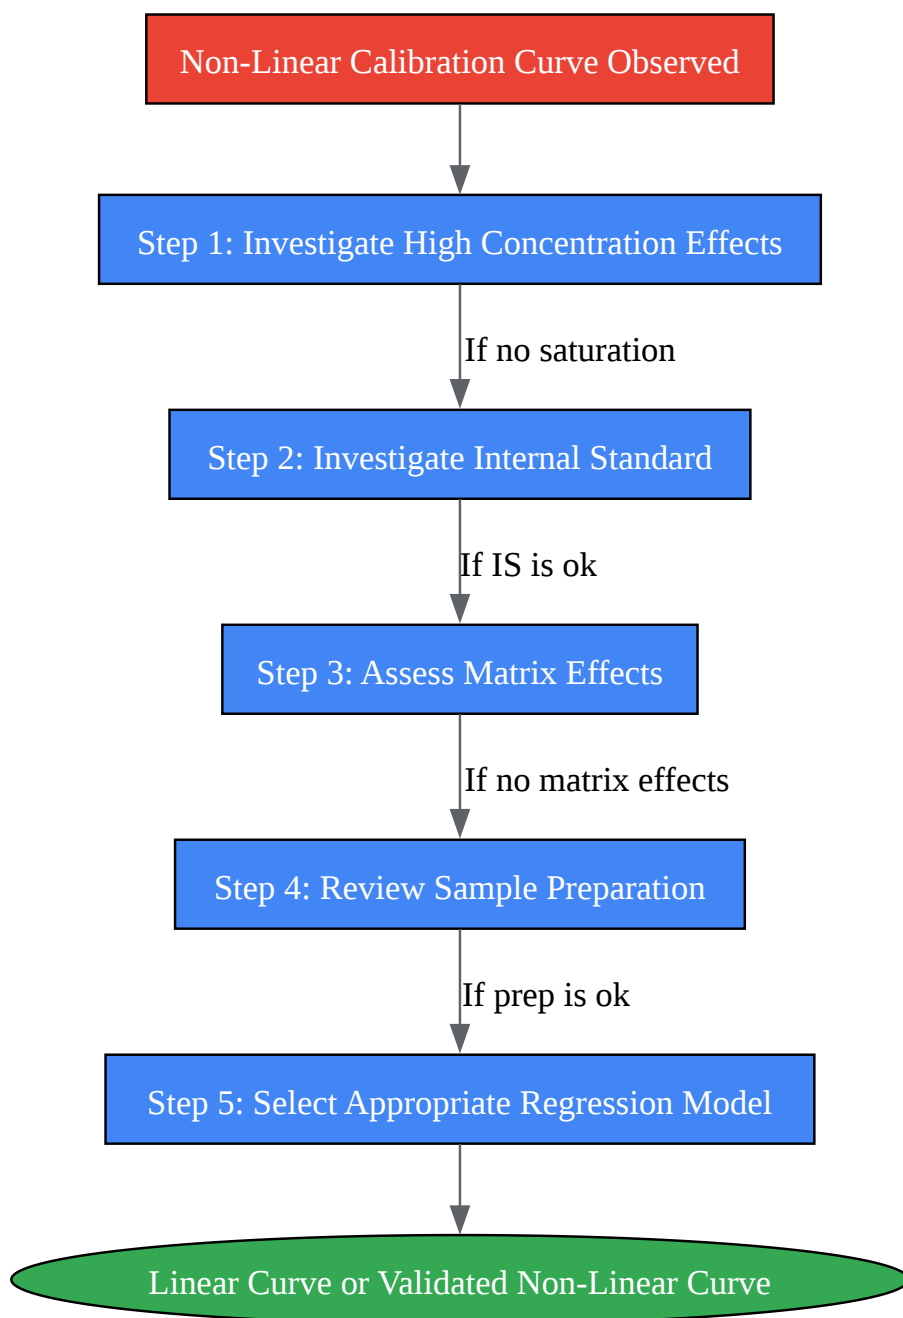 Non-Linear Calibration Curve Observed
Step 1: Investigate High Concentration Effects
If no saturation
Step 2: Investigate Internal Standard
If IS is ok
Step 3: Assess Matrix Effects
If no matrix effects
Step 4: Review Sample Preparation
If prep is ok
Step 5: Select Appropriate Regression Model
Linear Curve or Validated Non-Linear Curve